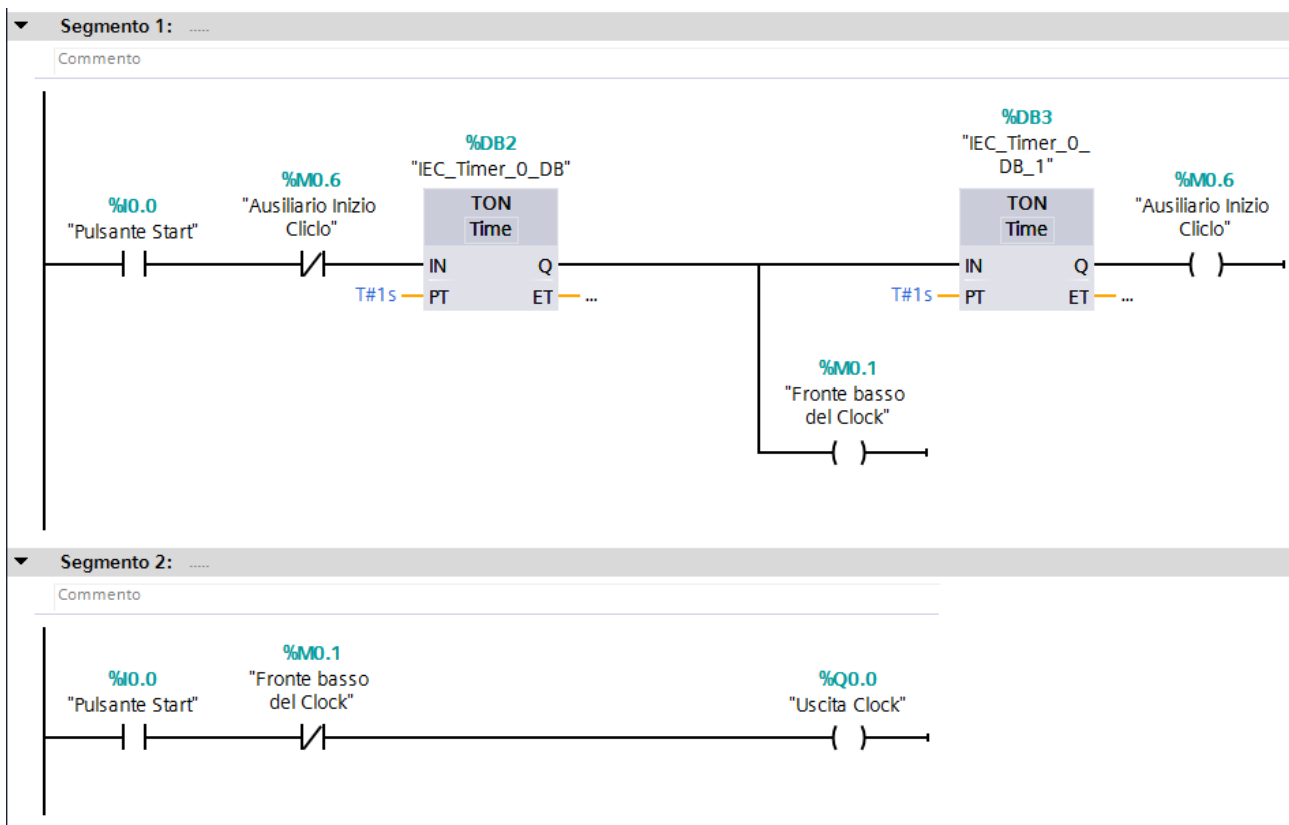 Segmento 1: .....
Commento
%DB2
"IEC_Timer_0_DB"
%DB3
"IEC_Timer_0_
DB_1"
%I0.0
"Pulsante Start"
%M0.6
"Ausiliario Inizio
Cliclo"
TON
Time
IN Q
T#1s PT ET ...
TON
Time
IN Q
T#1s PT ET ...
%M0.6
"Ausiliario Inizio
Cliclo"
%M0.1
"Fronte basso
del Clock"
Segmento 2: .....
Commento
%I0.0
"Pulsante Start"
%M0.1
"Fronte basso
del Clock"
%Q0.0
"Uscita Clock"